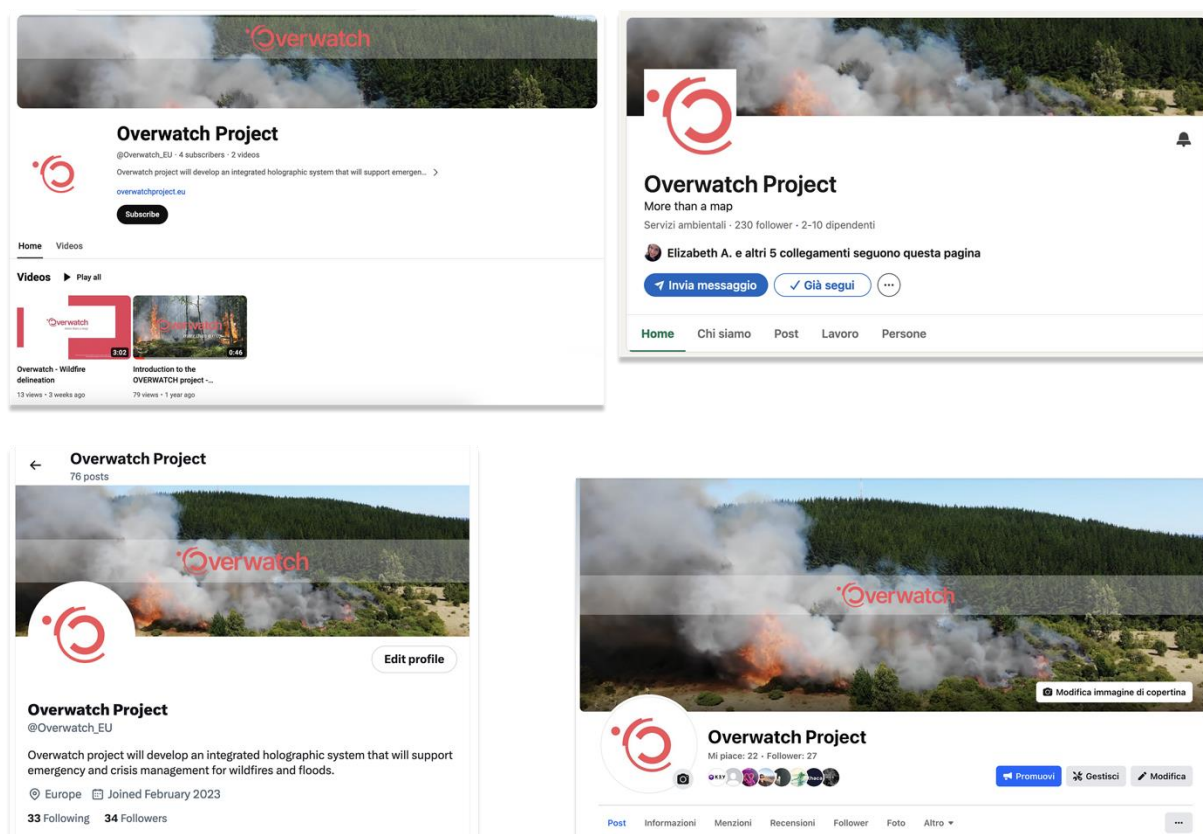 Overwatch
Overwatch Project
@Overwatch_EU · 4 subscribers · 2 videos
Overwatch project will develop an integrated holographic system that will support emergen...
overwatchproject.eu
Subscribe
Home Videos
Videos Play all
Overwatch
3:02
Overwatch
0:46
Overwatch - Wildfire
delineation
13 views • 3 weeks ago
Introduction to the
OVERWATCH project -...
79 views • 1 year ago
Overwatch Project
More than a map
Servizi ambientali · 230 follower · 2-10 dipendenti
Elizabeth A. e altri 5 collegamenti seguono questa pagina
Invia messaggio
Già segui
Home Chi siamo Post Lavoro Persone
Overwatch Project
76 posts
Overwatch
Edit profile
Overwatch Project
@Overwatch_EU
Overwatch project will develop an integrated holographic system that will support
emergency and crisis management for wildfires and floods.
Europe Joined February 2023
33 Following 34 Followers
Overwatch
Modifica immagine di copertina
Overwatch Project
Mi piace: 22 • Follower: 27
Promuovi Gestisci Modifica
Post Informazioni Menzioni Recensioni Follower Foto Altro